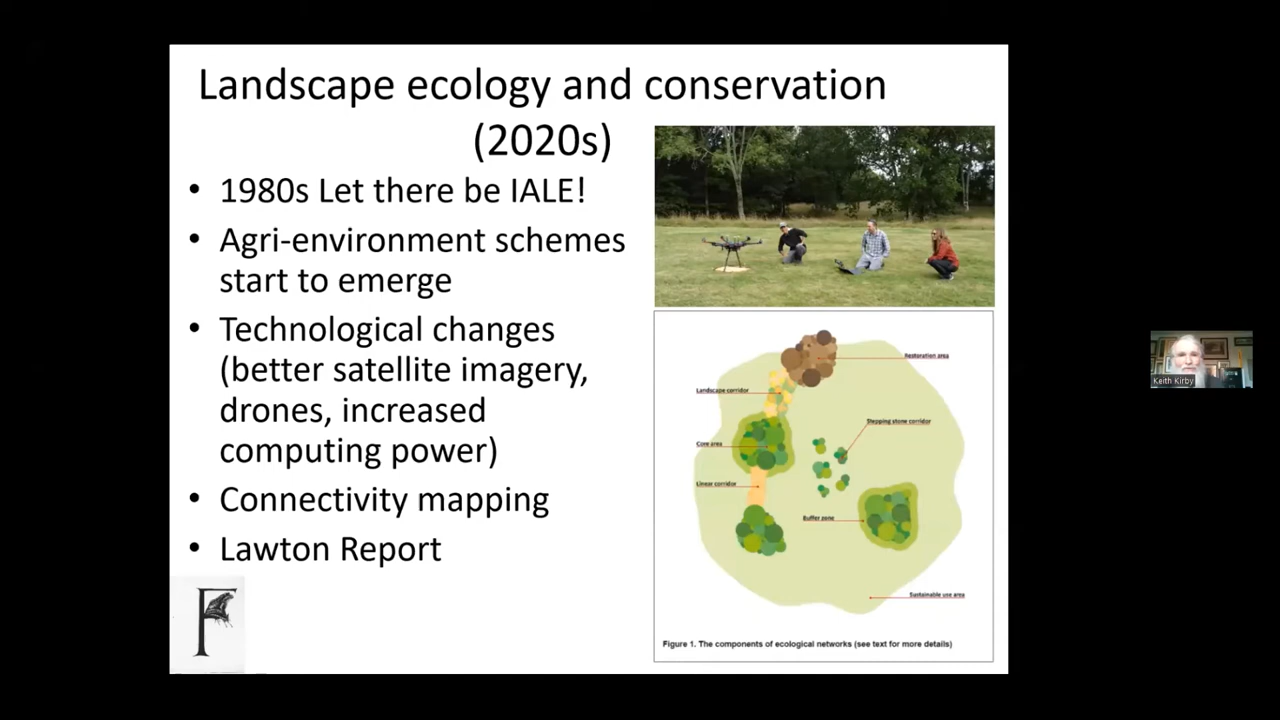 Landscape ecology and conservation
(2020s)
• 1980s Let there be IALE!
• Agri-environment schemes
start to emerge
• Technological changes
(better satellite imagery,
drones, increased
computing power)
• Connectivity mapping
• Lawton Report
F
Restoration area
Landscape corridor
Stepping stone corridor
Core area
Linear corridor
Buffer zone
Sustainable use area
Figure 1. The components of ecological networks (see text for more details)
Keith Kirby